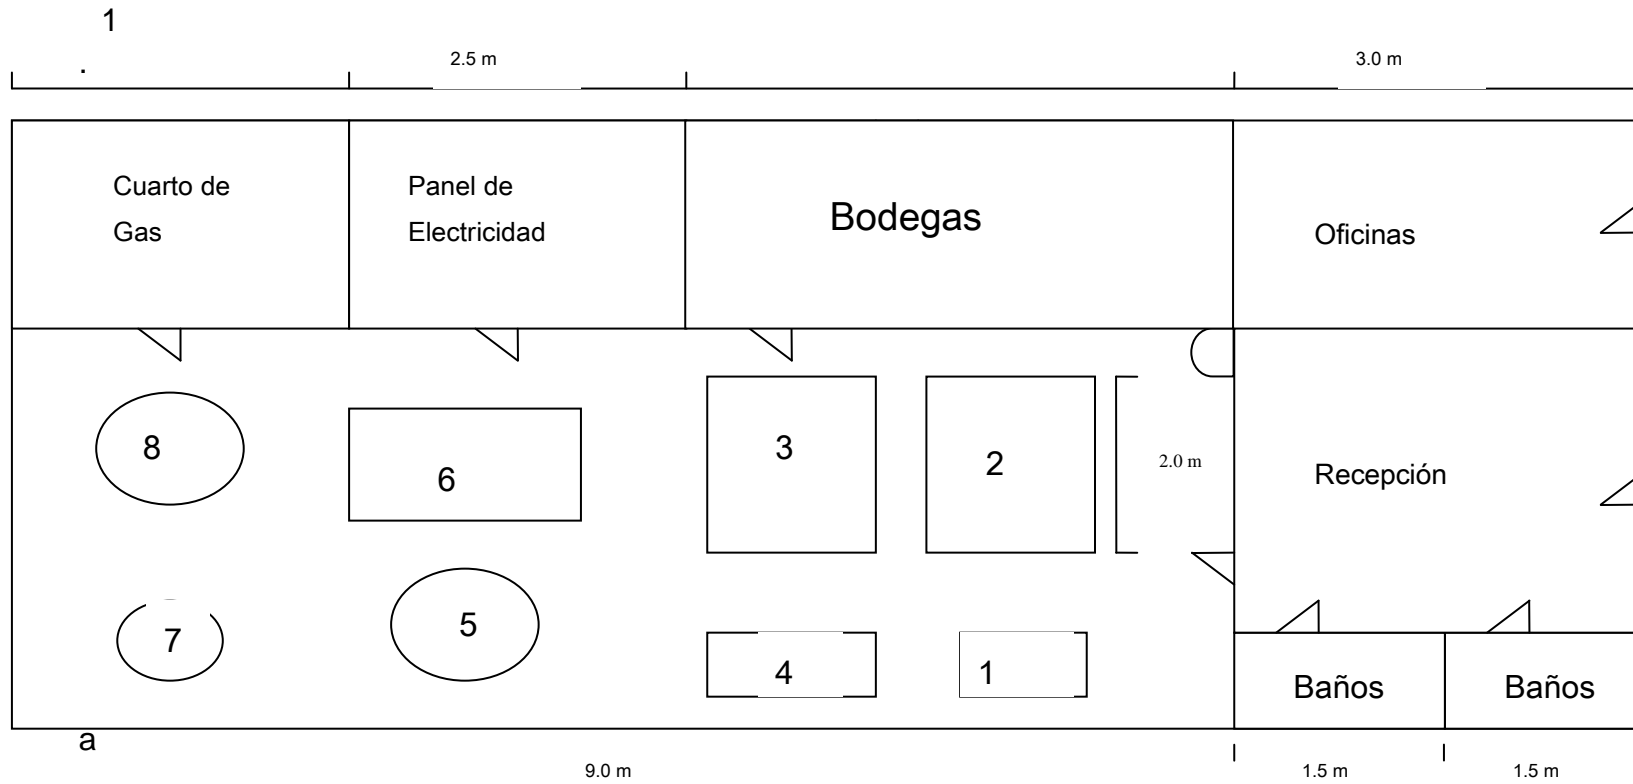 1
.
2.5 m
3.0 m
Cuarto de
Gas
Panel de
Electricidad
Bodegas
Oficinas
8
6
3
2
2.0 m
Recepción
7
5
4
1
Baños
Baños
a
9.0 m
1.5 m
1.5 m